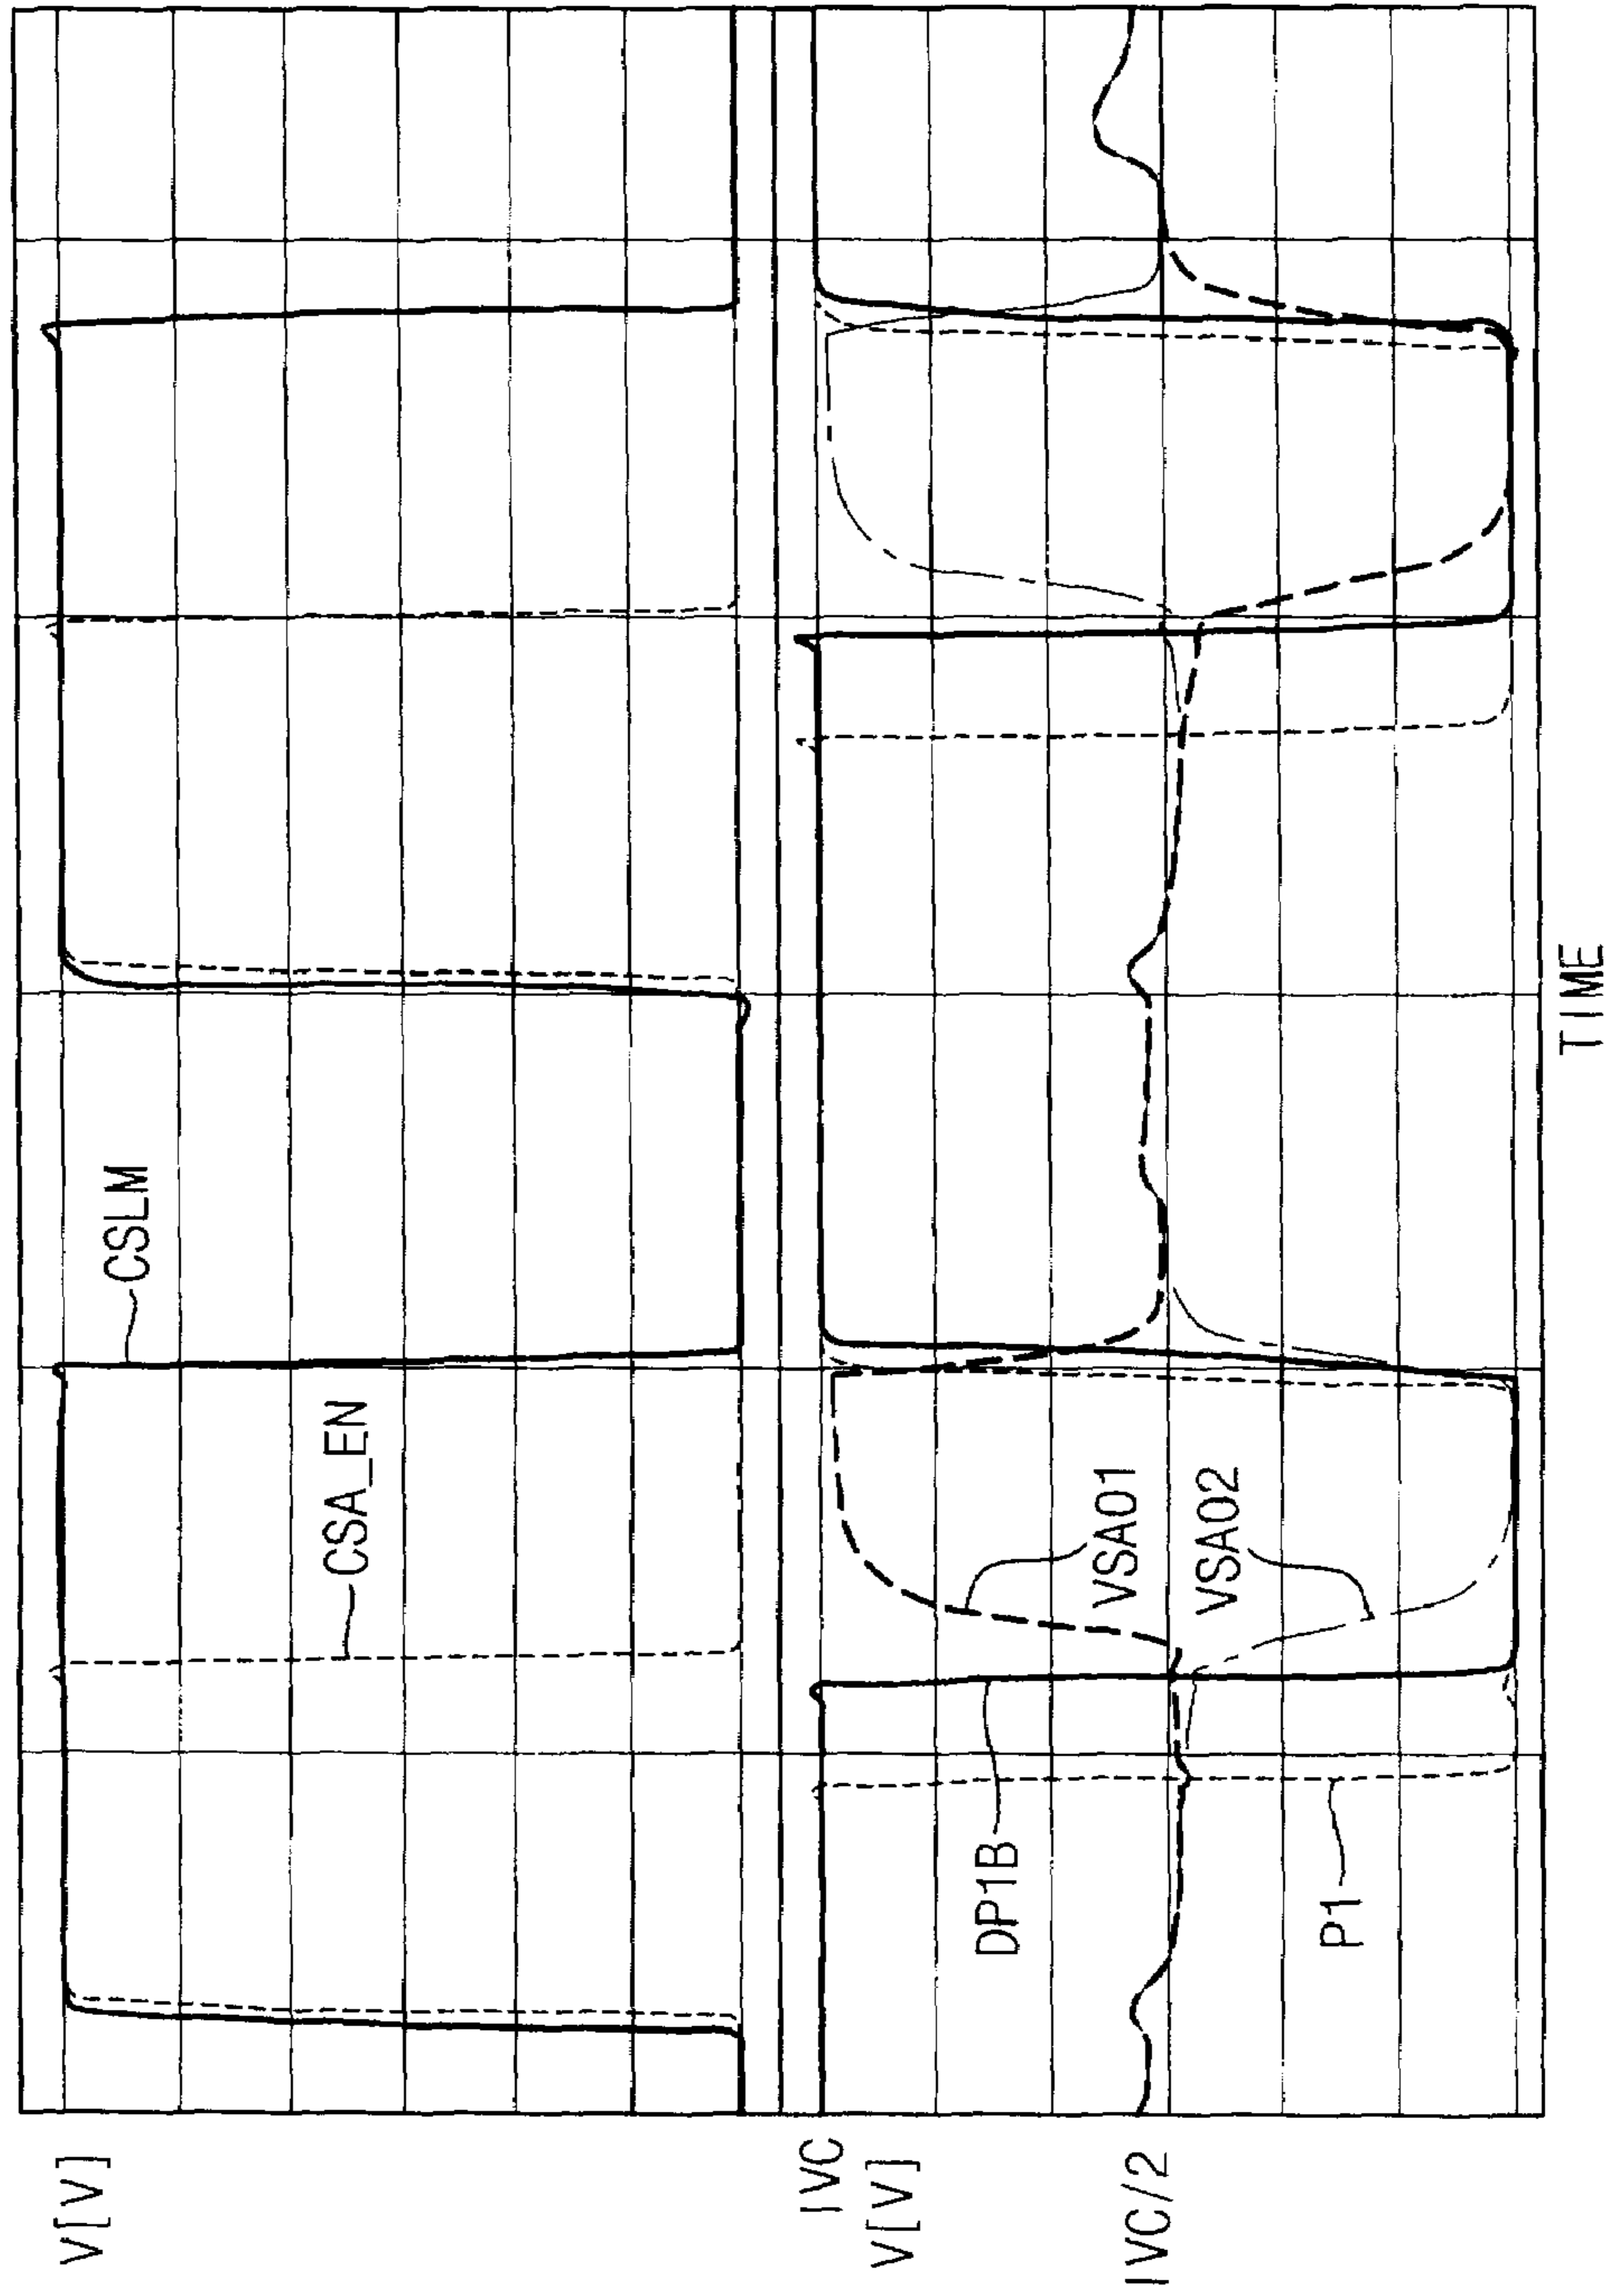 V[V]
CSLM
CSA_EN
IVC
V[V]
IVC/2
DP1B
VSA01
VSA02
P1
TIME